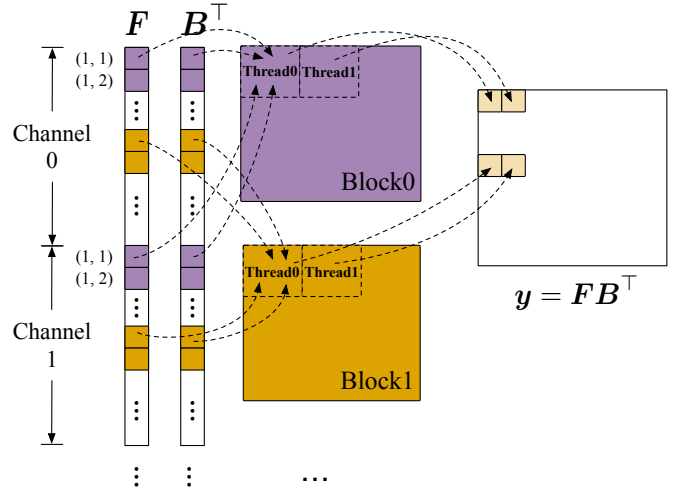 F B⊤
(1, 1)
(1, 2)
Channel
0
Thread0 Thread1
Block0
(1, 1)
(1, 2)
Channel
1
Thread0 Thread1
Block1
y = FB⊤
...